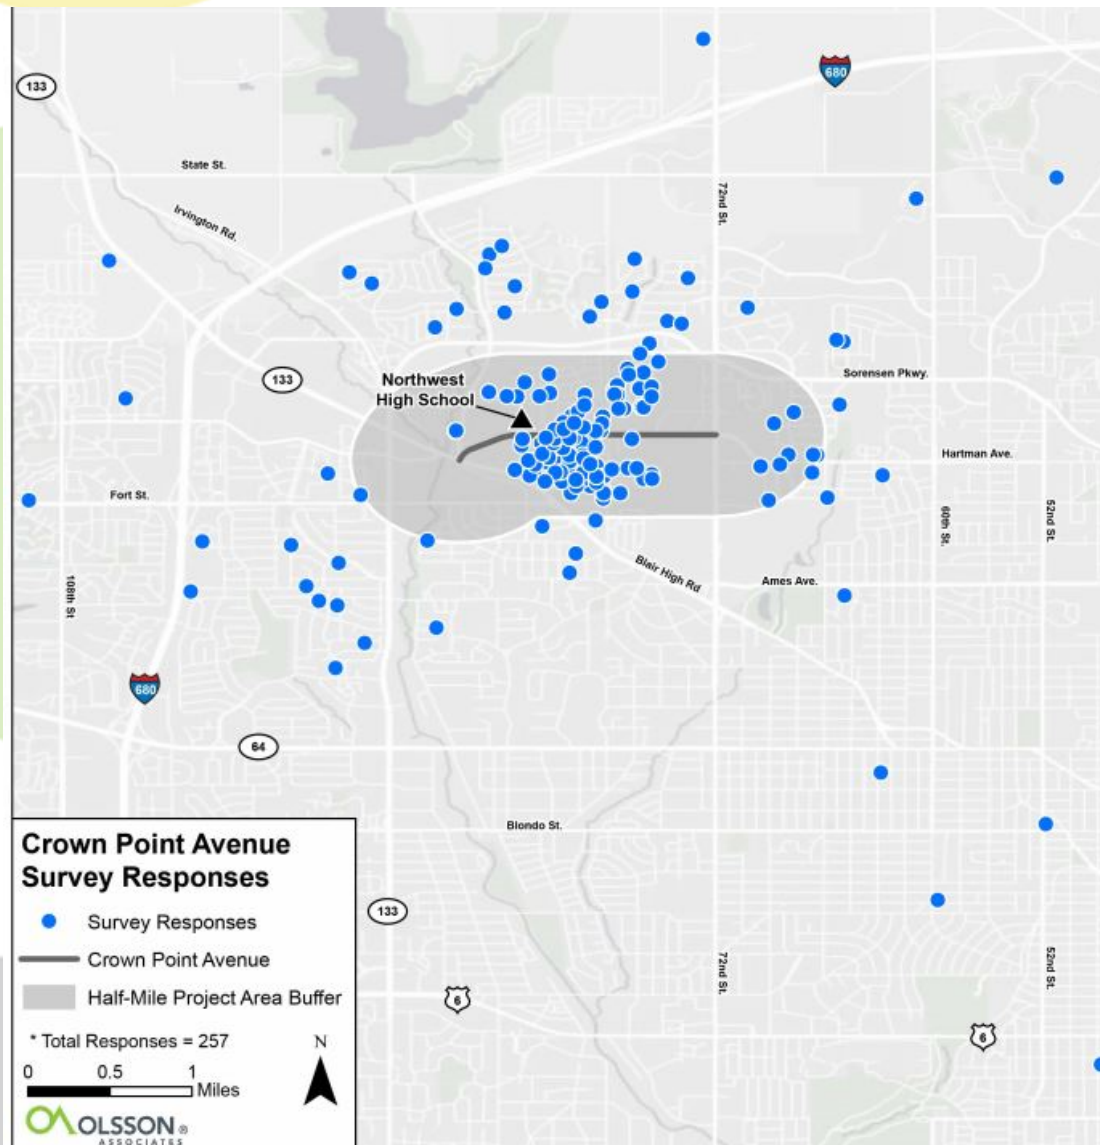 680
133
State St.
72nd St.
Irvington Rd.
133
Northwest
High School
Sorensen Pkwy.
Hartman Ave.
Fort St.
60th St.
52nd St.
Blair High Rd
Ames Ave.
108th St
680
64
Blondo St.
Crown Point Avenue
Survey Responses
Survey Responses
133
Crown Point Avenue
72nd St.
52nd St.
Half-Mile Project Area Buffer
6
* Total Responses = 257
N
6
0 0.5 1
Miles
OA OLSSON ®
ASSOCIATES